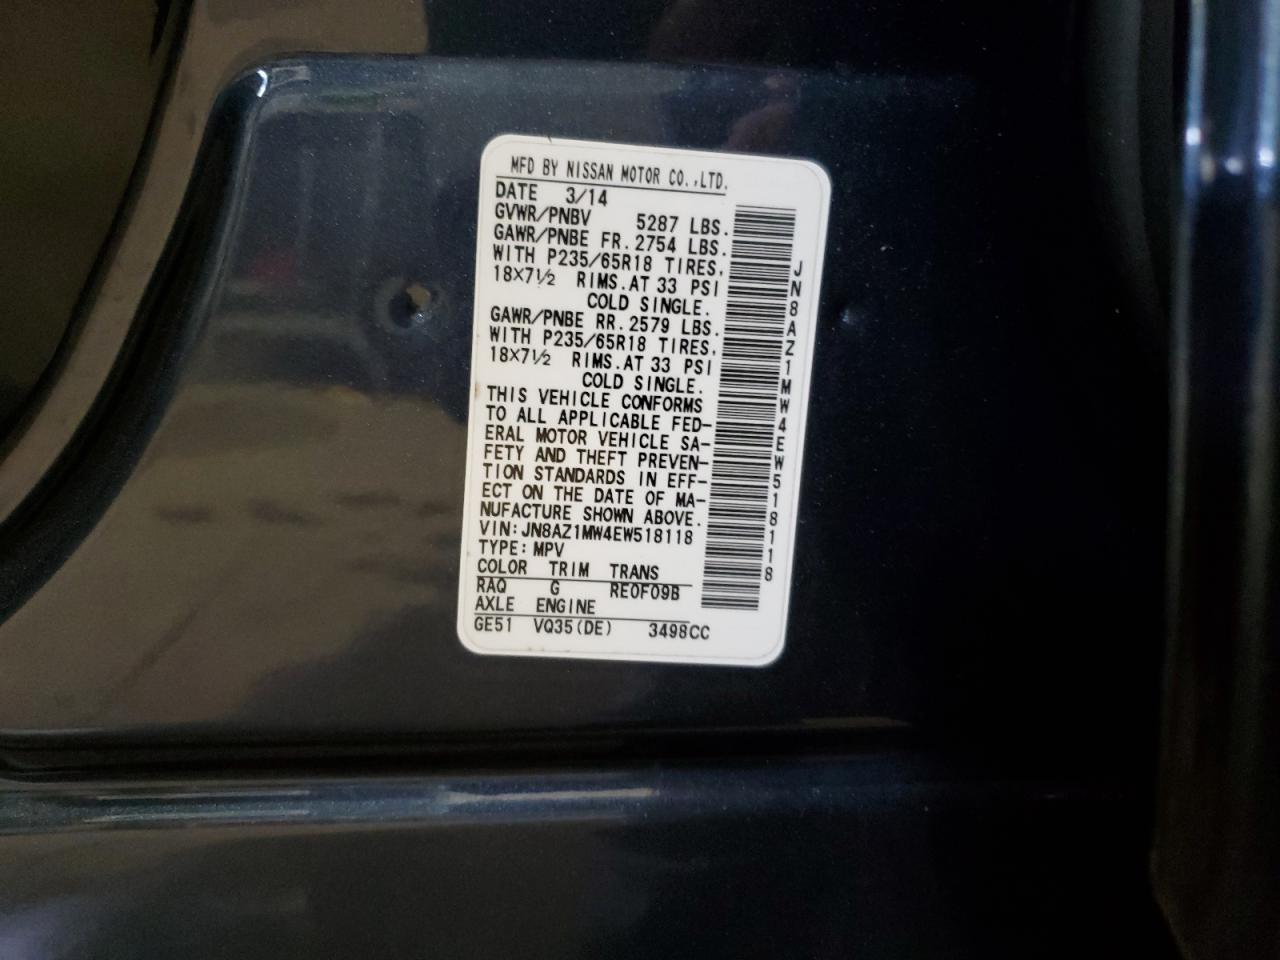 MFD BY NISSAN MOTOR CO.,LTD.
DATE 3/14
GVWR/PNBV 5287 LBS.
GAWR/PNBE FR. 2754 LBS.
WITH P235/65R18 TIRES,
18X7½ RIMS.AT 33 PSI
COLD SINGLE.
GAWR/PNBE RR. 2579 LBS.
WITH P235/65R18 TIRES,
18X7½ RIMS.AT 33 PSI
COLD SINGLE.
THIS VEHICLE CONFORMS
TO ALL APPLICABLE FED-
ERAL MOTOR VEHICLE SA-
FETY AND THEFT PREVEN-
TION STANDARDS IN EFF-
ECT ON THE DATE OF MA-
NUFACTURE SHOWN ABOVE.
VIN:JN8AZ1MW4EW518118
TYPE:MPV
COLOR TRIM TRANS
RAQ G RE0F09B
AXLE ENGINE
GE51 VQ35(DE) 3498CC
JN8AZ1MW4EW518118